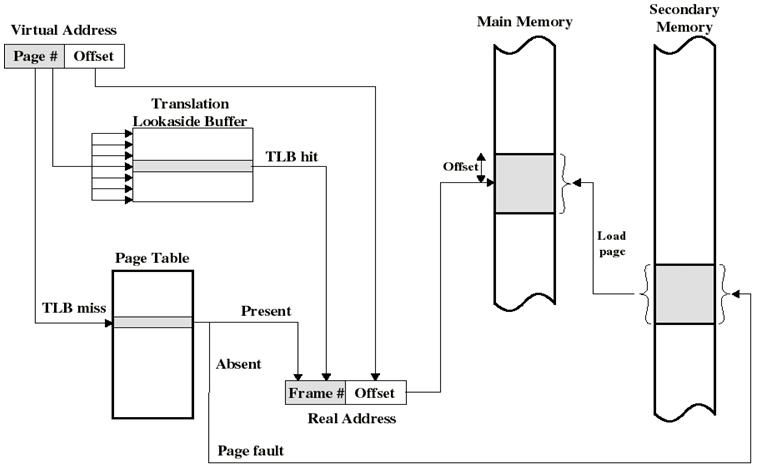 Virtual Address
Page # Offset
Translation
Lookaside Buffer
TLB hit
Page Table
TLB miss
Present
Absent
Frame # Offset
Real Address
Page fault
Main Memory
Offset
Load
page
Secondary
Memory